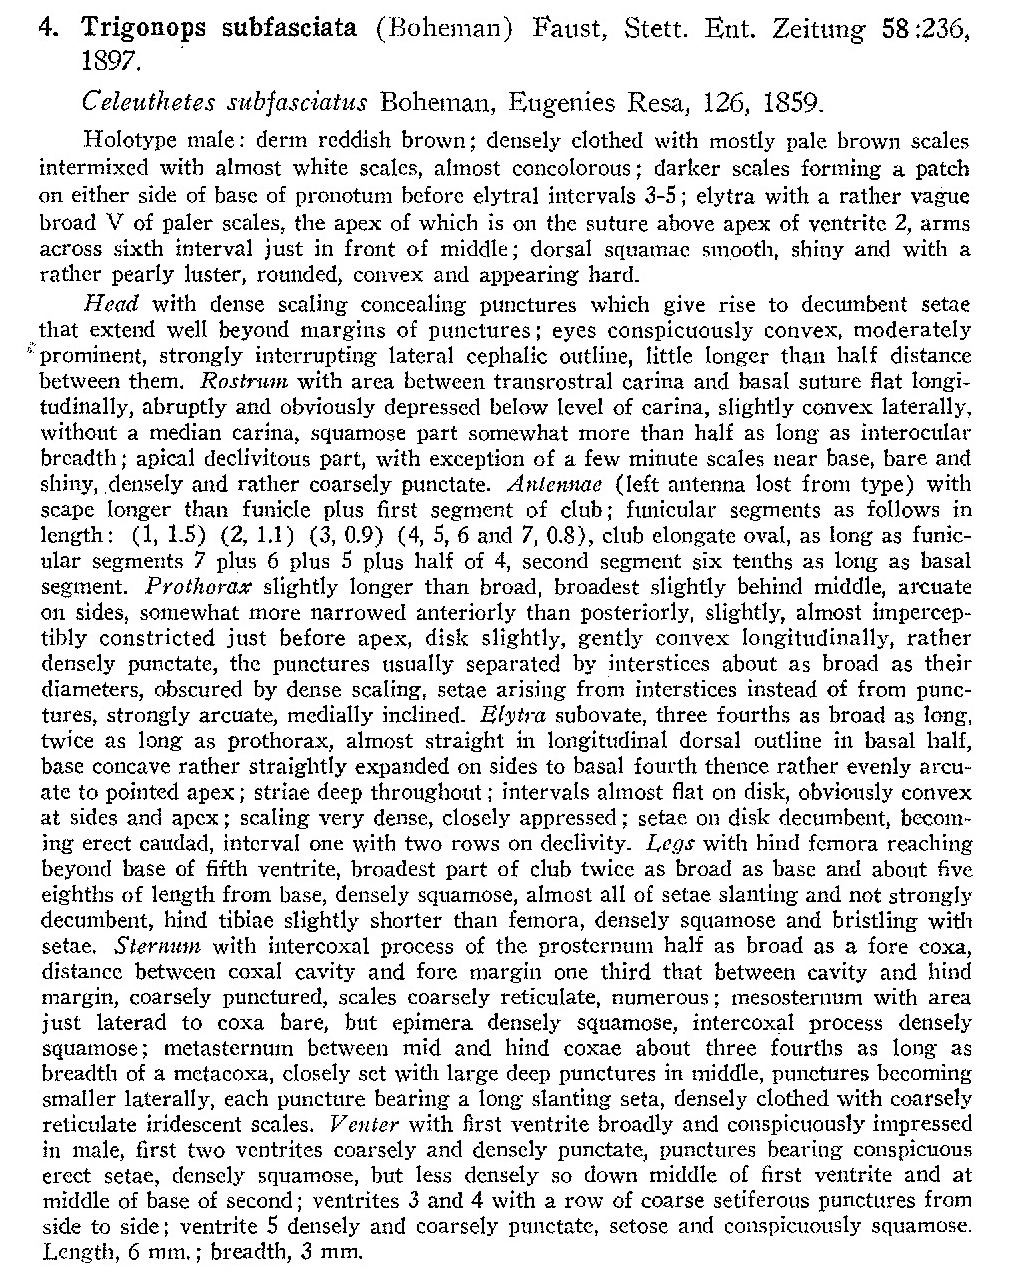 4. Trigonops subfasciata (Boheman) Faust, Stett. Ent. Zeitung 58:236,
1897.
Celeuthetes subfasciatus Boheman, Eugenies Resa, 126, 1859.
Holotype male: derm reddish brown; densely clothed with mostly pale brown scales
intermixed with almost white scales, almost concolorous; darker scales forming a patch
on either side of base of pronotum before elytral intervals 3-5; elytra with a rather vague
broad V of paler scales, the apex of which is on the suture above apex of ventrite 2, arms
across sixth interval just in front of middle; dorsal squamae smooth, shiny and with a
rather pearly luster, rounded, convex and appearing hard.
Head with dense scaling concealing punctures which give rise to decumbent setae
that extend well beyond margins of punctures; eyes conspicuously convex, moderately
prominent, strongly interrupting lateral cephalic outline, little longer than half distance
between them. Rostrum with area between transrostral carina and basal suture flat longi-
tudinally, abruptly and obviously depressed below level of carina, slightly convex laterally,
without a median carina, squamose part somewhat more than half as long as interocular
breadth; apical declivitous part, with exception of a few minute scales near base, bare and
shiny, densely and rather coarsely punctate. Antennae (left antenna lost from type) with
scape longer than funicle plus first segment of club; funicular segments as follows in
length: (1, 1.5) (2, 1.1) (3, 0.9) (4, 5, 6 and 7, 0.8), club elongate oval, as long as funic-
ular segments 7 plus 6 plus 5 plus half of 4, second segment six tenths as long as basal
segment. Prothorax slightly longer than broad, broadest slightly behind middle, arcuate
on sides, somewhat more narrowed anteriorly than posteriorly, slightly, almost impercep-
tibly constricted just before apex, disk slightly, gently convex longitudinally, rather
densely punctate, the punctures usually separated by interstices about as broad as their
diameters, obscured by dense scaling, setae arising from interstices instead of from punc-
tures, strongly arcuate, medially inclined. Elytra subovate, three fourths as broad as long,
twice as long as prothorax, almost straight in longitudinal dorsal outline in basal half,
base concave rather straightly expanded on sides to basal fourth thence rather evenly arcu-
ate to pointed apex; striae deep throughout; intervals almost flat on disk, obviously convex
at sides and apex; scaling very dense, closely appressed; setae on disk decumbent, becom-
ing erect caudad, interval one with two rows on declivity. Legs with hind femora reaching
beyond base of fifth ventrite, broadest part of club twice as broad as base and about five
eighths of length from base, densely squamose, almost all of setae slanting and not strongly
decumbent, hind tibiae slightly shorter than femora, densely squamose and bristling with
setae. Sternum with intercoxal process of the prosternum half as broad as a fore coxa,
distance between coxal cavity and fore margin one third that between cavity and hind
margin, coarsely punctured, scales coarsely reticulate, numerous; mesosternum with area
just laterad to coxa bare, but epimera densely squamose, intercoxal process densely
squamose; metasternum between mid and hind coxae about three fourths as long as
breadth of a metacoxa, closely set with large deep punctures in middle, punctures becoming
smaller laterally, each puncture bearing a long slanting seta, densely clothed with coarsely
reticulate iridescent scales. Venter with first ventrite broadly and conspicuously impressed
in male, first two ventrites coarsely and densely punctate, punctures bearing conspicuous
erect setae, densely squamose, but less densely so down middle of first ventrite and at
middle of base of second; ventrites 3 and 4 with a row of coarse setiferous punctures from
side to side; ventrite 5 densely and coarsely punctate, setose and conspicuously squamose.
Length, 6 mm.; breadth, 3 mm.